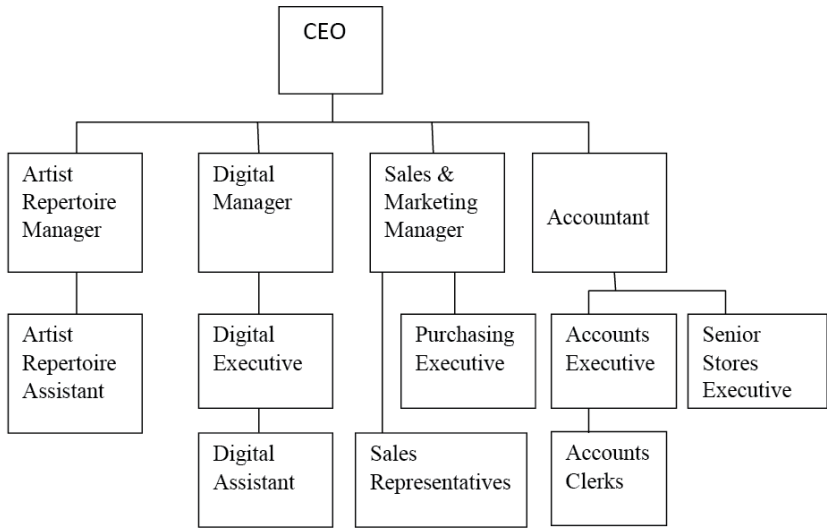 CEO
Artist
Repertoire
Manager
Digital
Manager
Sales &
Marketing
Manager
Accountant
Artist
Repertoire
Assistant
Digital
Executive
Purchasing
Executive
Accounts
Executive
Senior
Stores
Executive
Digital
Assistant
Sales
Representatives
Accounts
Clerks